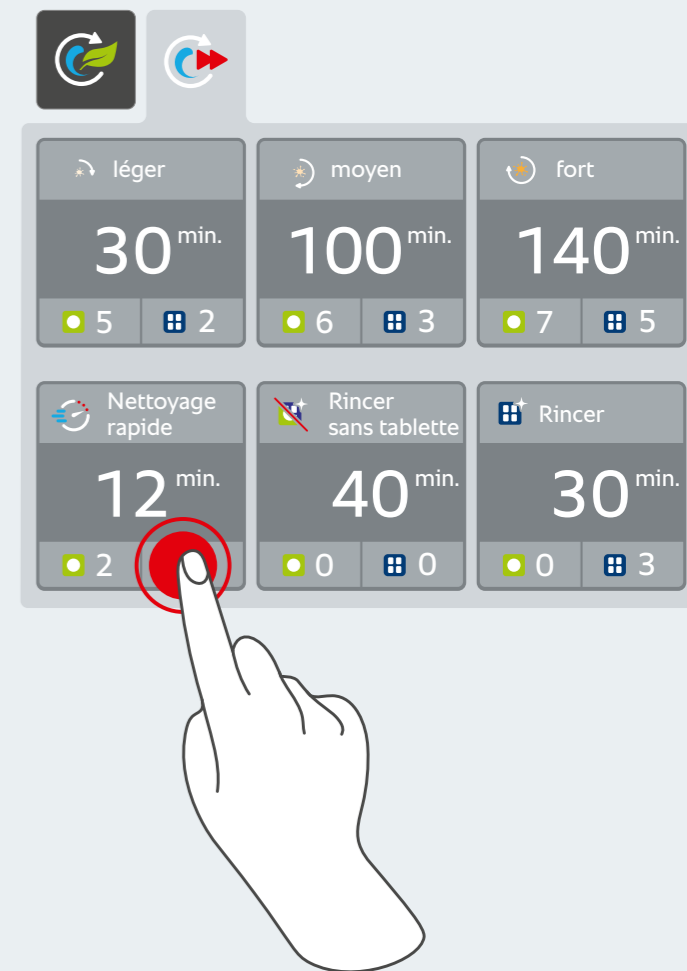 léger
moyen
fort
30 min.
100 min.
140 min.
5 2
6 3
7 5
Nettoyage
rapide
Rincer
sans tablette
Rincer
12 min.
40 min.
30 min.
2
0 0
0 3